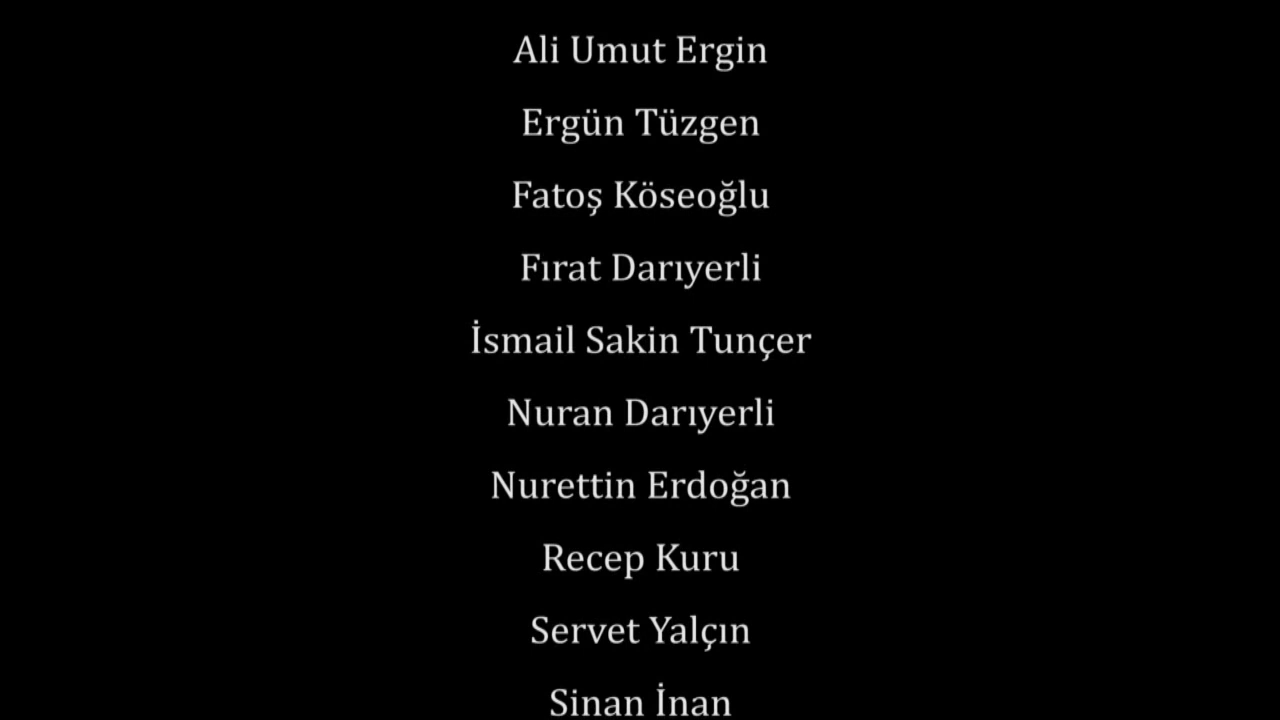 Ali Umut Ergin
Ergün Tüzgen
Fatoş Köseoğlu
Fırat Darıyerli
İsmail Sakin Tunçer
Nuran Darıyerli
Nurettin Erdoğan
Recep Kuru
Servet Yalçın
Sinan İnan